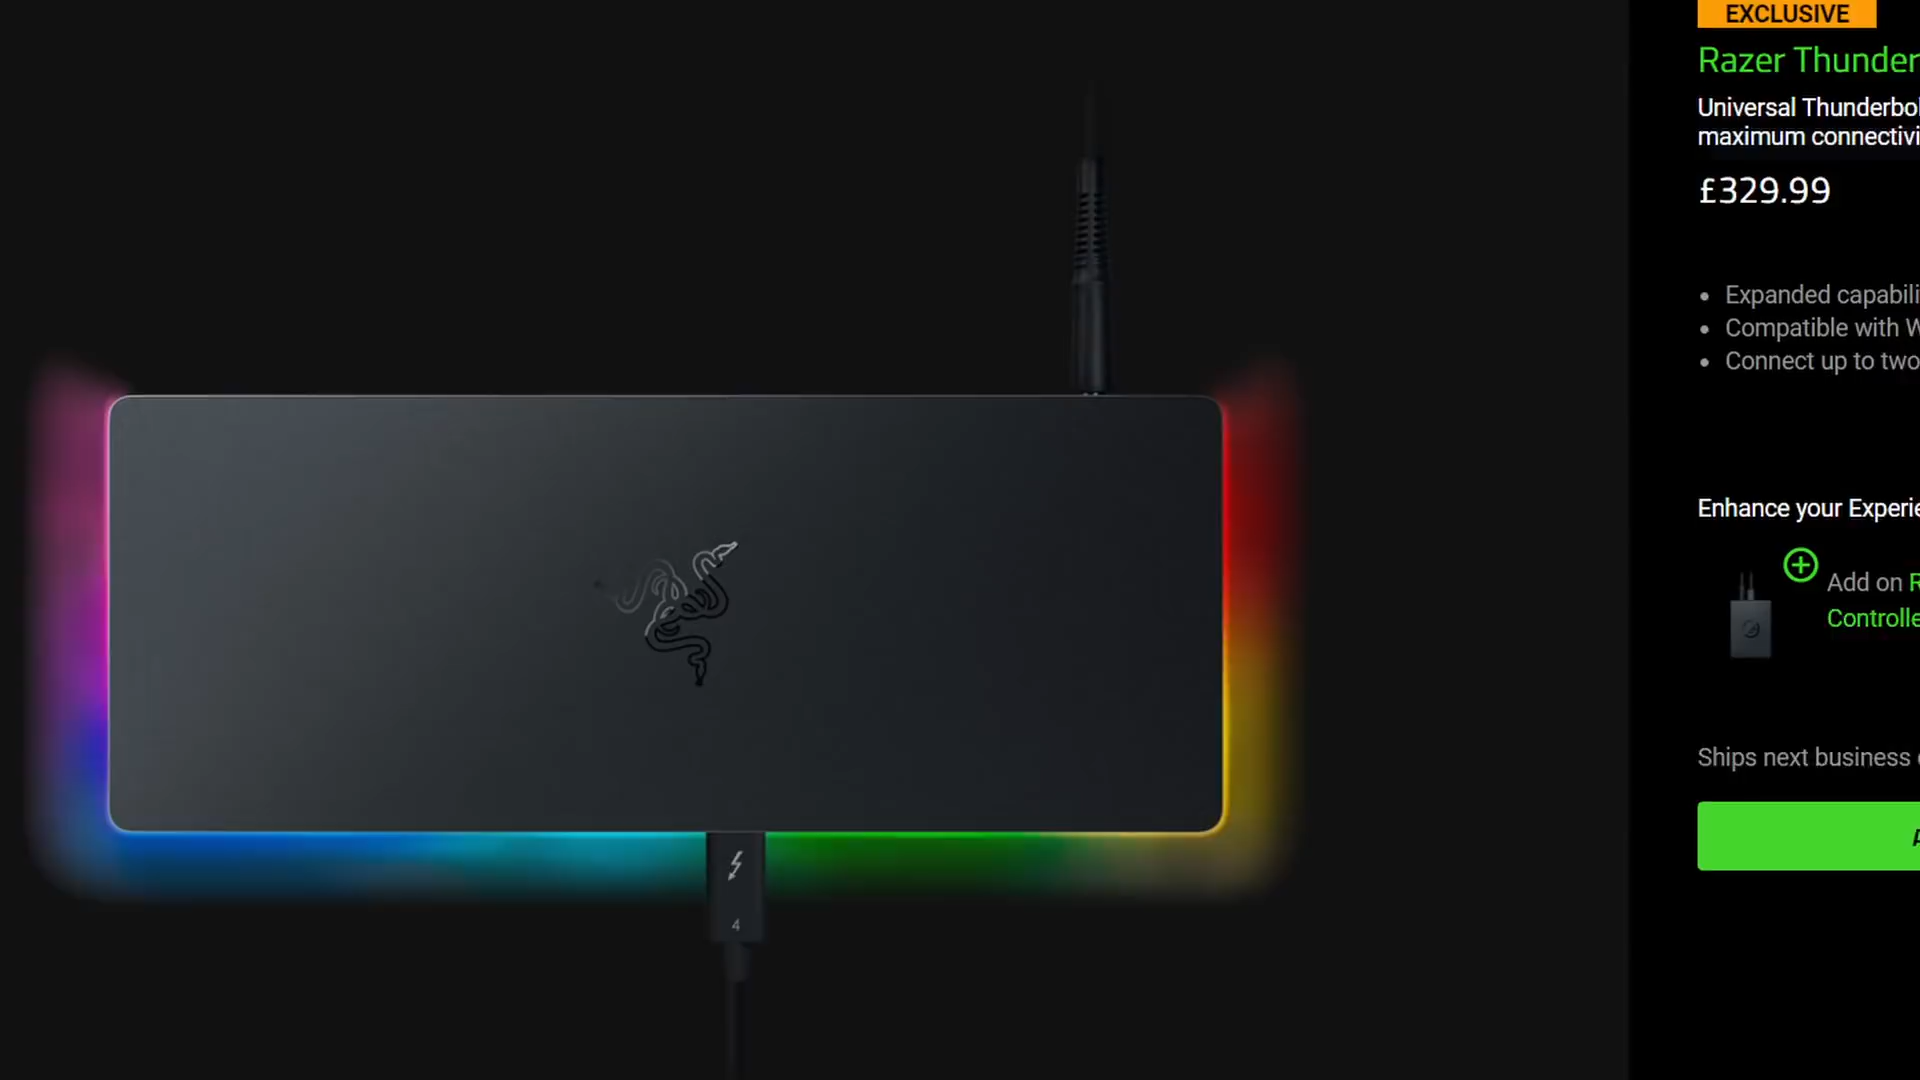 EXCLUSIVE
Razer Thunder
Universal Thunderbol
maximum connectivi
£329.99
Expanded capabili
Compatible with W
Connect up to two
Enhance your Experie
Add on R
Controlle
Ships next business
4